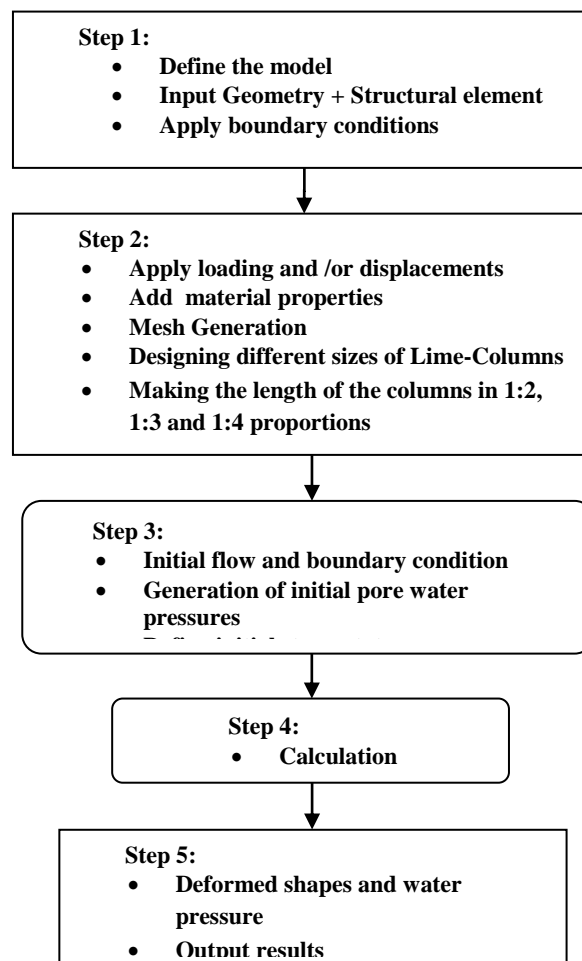 Step 1:
• Define the model
• Input Geometry + Structural element
• Apply boundary conditions
Step 2:
• Apply loading and /or displacements
• Add material properties
• Mesh Generation
• Designing different sizes of Lime-Columns
• Making the length of the columns in 1:2,
1:3 and 1:4 proportions
Step 3:
• Initial flow and boundary condition
• Generation of initial pore water
pressures
Step 4:
• Calculation
Step 5:
• Deformed shapes and water
pressure
• Output results